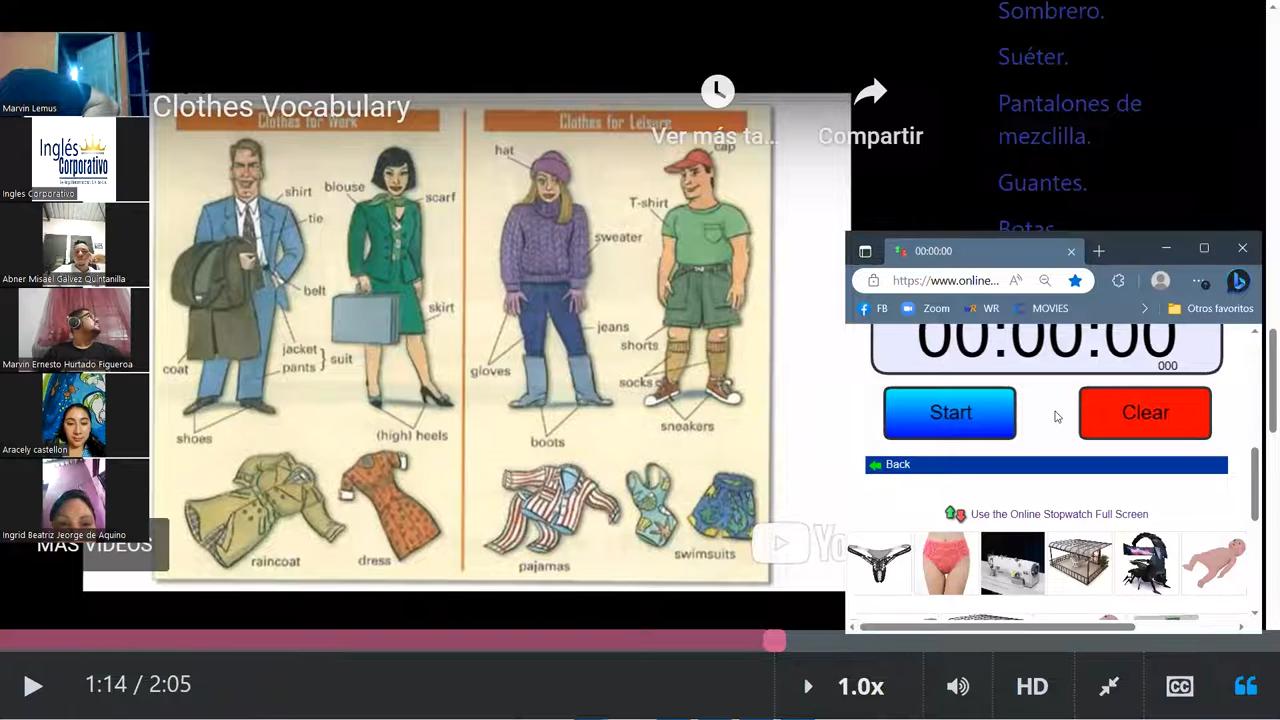 Sombrero.
Suéter.
Pantalones de
mezclilla.
Guantes.
Botas
Marvin Lemus
Inglés
Corporativo
Ingles Corporativo
Abner Misael Galvez Quintanilla
Marvin Ernesto Hurtado Figueroa
Aracely castellon
Ingrid Beatriz Jeorge de Aquino
MÁS VÍDEOS
Clothes Vocabulary
Ver más ta...
Compartir
Clothes for Work
Clothes for Leisure
shirt
blouse
scarf
tie
belt
skirt
jacket
pants
suit
coat
shoes
(high) heels
raincoat
dress
hat
cap
T-shirt
sweater
jeans
shorts
gloves
socks
boots
sneakers
pajamas
swimsuits
00:00:00
https://www.online...
FB
Zoom
WR
MOVIES
Otros favoritos
00:00:00
000
Start
Clear
Back
Use the Online Stopwatch Full Screen
1:14 / 2:05
1.0x
HD
CC